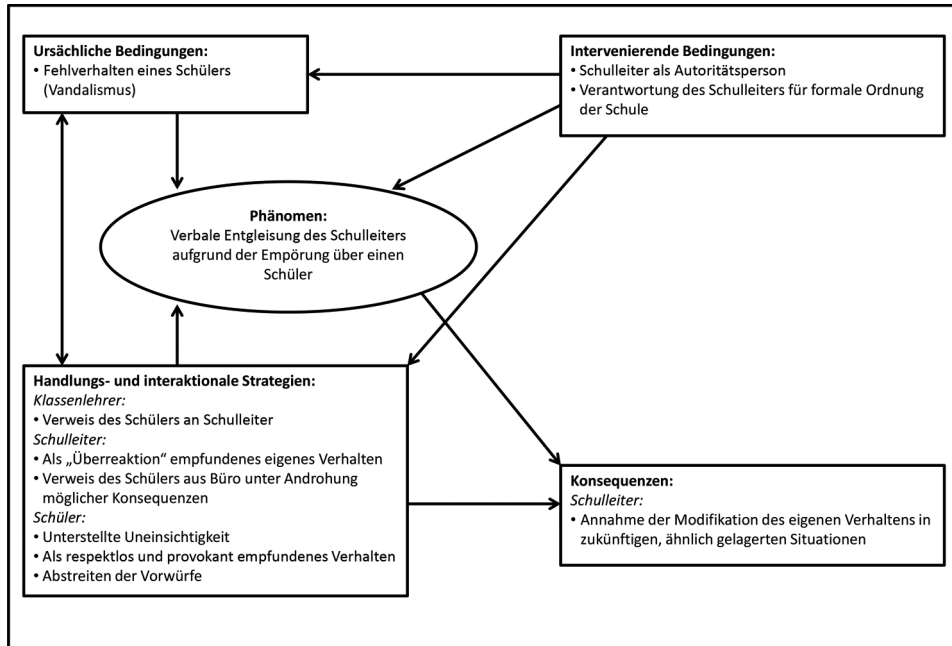 Ursächliche Bedingungen:
• Fehlverhalten eines Schülers
(Vandalismus)
Intervenierende Bedingungen:
• Schulleiter als Autoritätsperson
• Verantwortung des Schulleiters für formale Ordnung
der Schule
Phänomen:
Verbale Entgleisung des Schulleiters
aufgrund der Empörung über einen
Schüler
Handlungs- und interaktionale Strategien:
Klassenlehrer:
• Verweis des Schülers an Schulleiter
Schulleiter:
• Als „Überreaktion“ empfundenes eigenes Verhalten
• Verweis des Schülers aus Büro unter Androhung
möglicher Konsequenzen
Schüler:
• Unterstellte Uneinsichtigkeit
• Als respektlos und provokant empfundenes Verhalten
• Abstreiten der Vorwürfe
Konsequenzen:
Schulleiter:
• Annahme der Modifikation des eigenen Verhaltens in
zukünftigen, ähnlich gelagerten Situationen